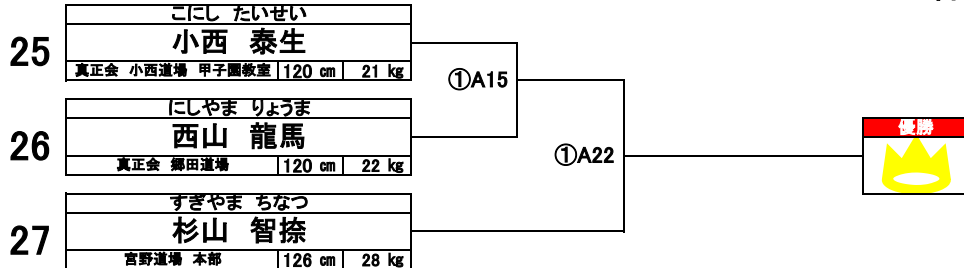 25
こにし たいせい
小西 泰生
真正会 小西道場 甲子園教室 120 cm 21 kg
①A15
26
にしやま りょうま
西山 龍馬
真正会 郷田道場 120 cm 22 kg
①A22
優勝
27
すぎやま ちなつ
杉山 智捺
宮野道場 本部 126 cm 28 kg